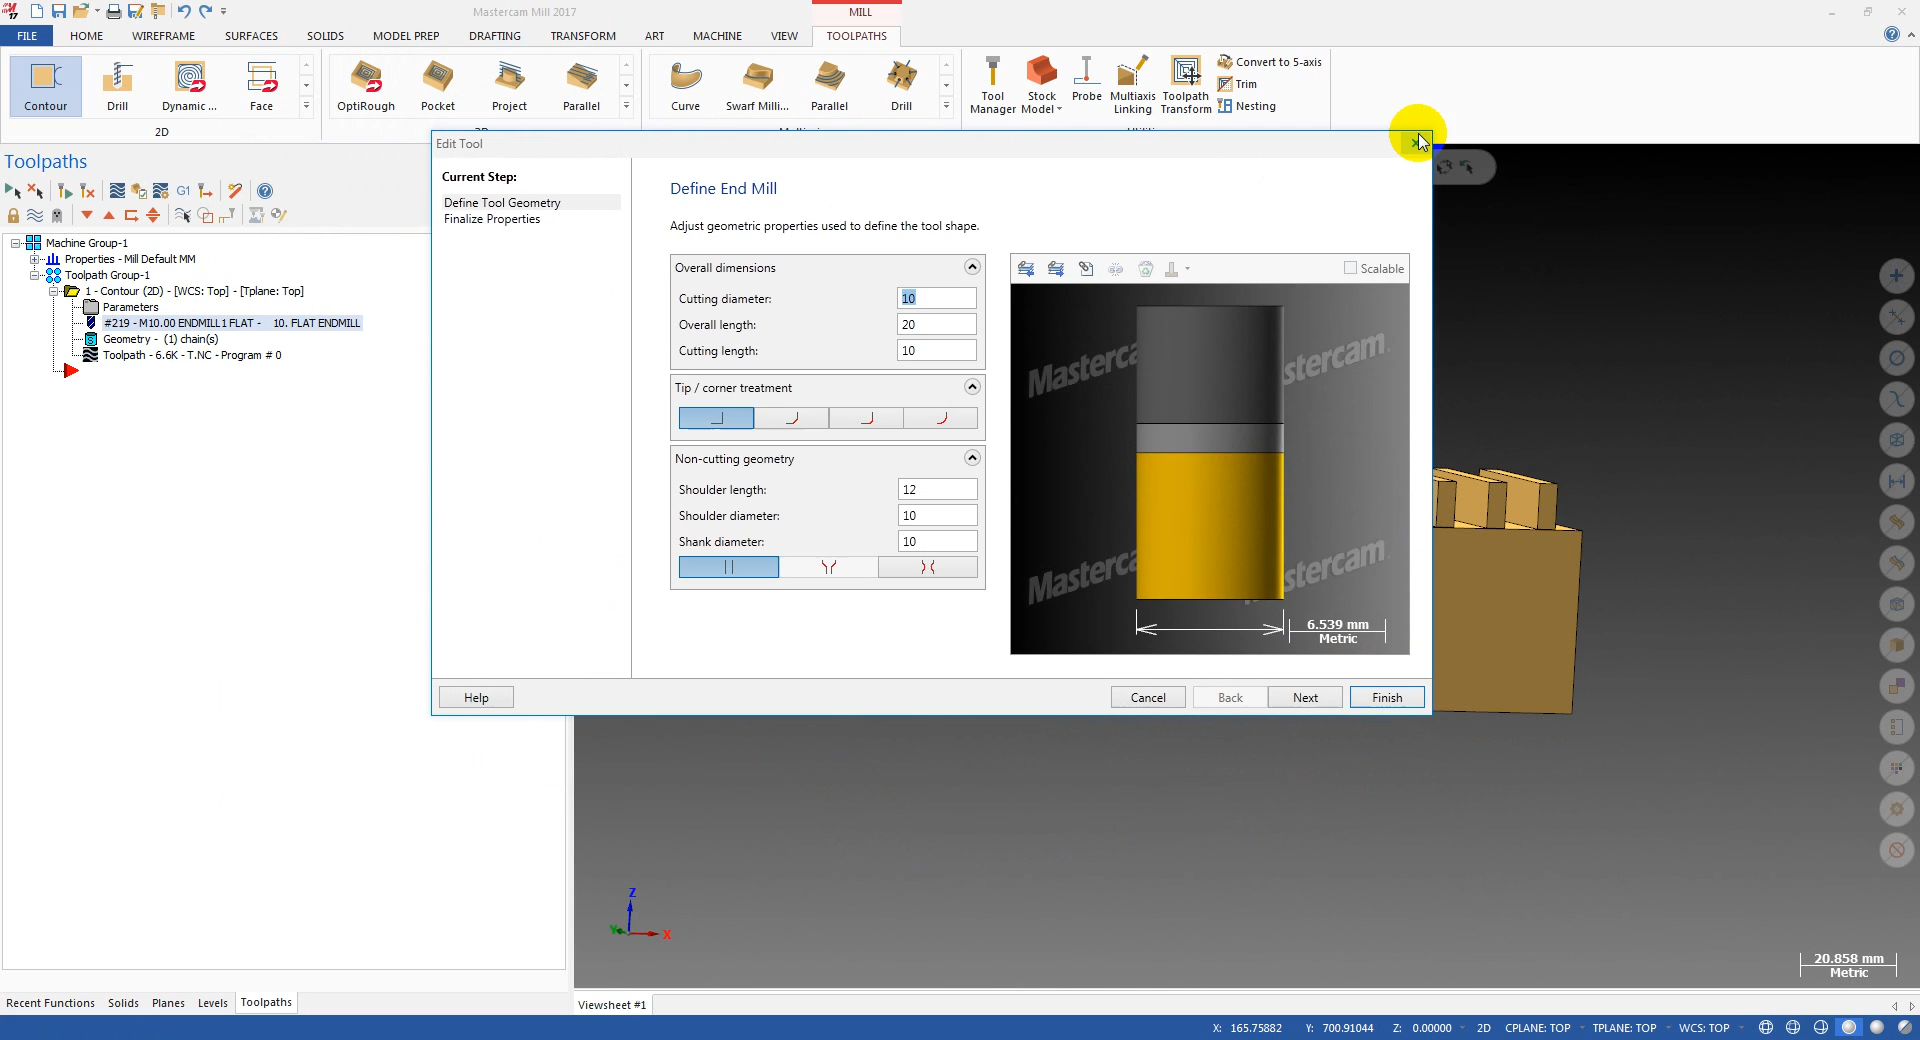 17
Mastercam Mill 2017
MILL
FILE
HOME
WIREFRAME
SURFACES
SOLIDS
MODEL PREP
DRAFTING
TRANSFORM
ART
MACHINE
VIEW
TOOLPATHS
Contour
Drill
Dynamic ...
Face
OptiRough
Pocket
Project
Parallel
Curve
Swarf Milli...
Parallel
Drill
Tool
Manager
Stock
Model
Probe
Multiaxis
Linking
Toolpath
Transform
Convert to 5-axis
Trim
Nesting
2D
Toolpaths
G1
Machine Group-1
Properties - Mill Default MM
Toolpath Group-1
1 - Contour (2D) - [WCS: Top] - [Tplane: Top]
Parameters
#219 - M10.00 ENDMILL1 FLAT - 10. FLAT ENDMILL
Geometry - (1) chain(s)
Toolpath - 6.6K - T.NC - Program # 0
Edit Tool
Current Step:
Define Tool Geometry
Finalize Properties
Define End Mill
Adjust geometric properties used to define the tool shape.
Overall dimensions
Cutting diameter: 10
Overall length: 20
Cutting length: 10
Tip / corner treatment
Non-cutting geometry
Shoulder length: 12
Shoulder diameter: 10
Shank diameter: 10
Scalable
Masterca
stercam.
Masterca
stercam.
6.539 mm
Metric
Help
Cancel
Back
Next
Finish
Z
Y
X
20.858 mm
Metric
Recent Functions
Solids
Planes
Levels
Toolpaths
Viewsheet #1
X: 165.75882
Y: 700.91044
Z: 0.00000
2D
CPLANE: TOP
TPLANE: TOP
WCS: TOP